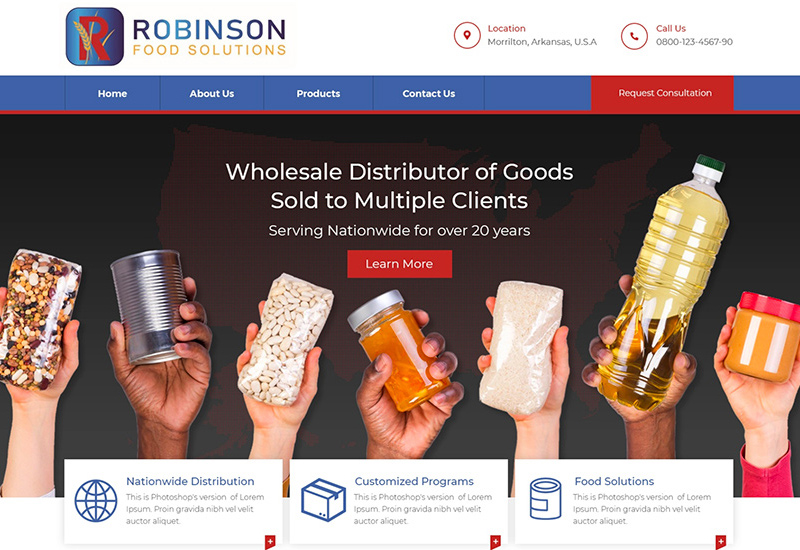 R ROBINSON
FOOD SOLUTIONS
Location
Morrilton, Arkansas, U.S.A
Call Us
0800-123-4567-90
Home
About Us
Products
Contact Us
Request Consultation
Wholesale Distributor of Goods
Sold to Multiple Clients
Serving Nationwide for over 20 years
Learn More
Nationwide Distribution
This is Photoshop's version of Lorem
Ipsum. Proin gravida nibh vel velit
auctor aliquet.
Customized Programs
This is Photoshop's version of Lorem
Ipsum. Proin gravida nibh vel velit
auctor aliquet.
Food Solutions
This is Photoshop's version of Lorem
Ipsum. Proin gravida nibh vel velit
auctor aliquet.